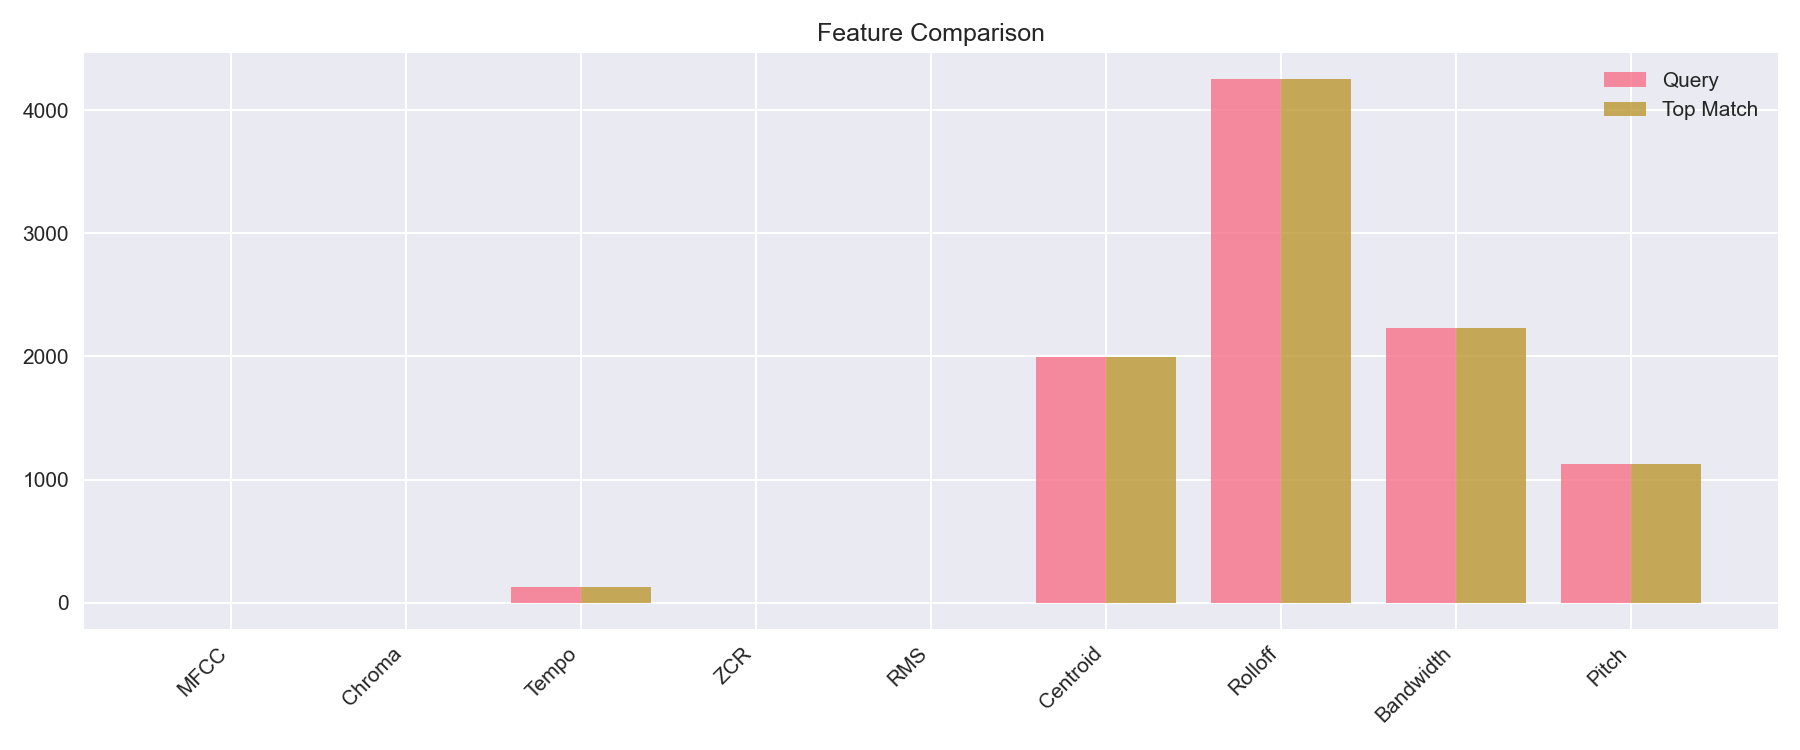 Feature Comparison
Query
Top Match
4000
3000
2000
1000
0
MFCC
Chroma
Tempo
ZCR
RMS
Centroid
Rolloff
Bandwidth
Pitch